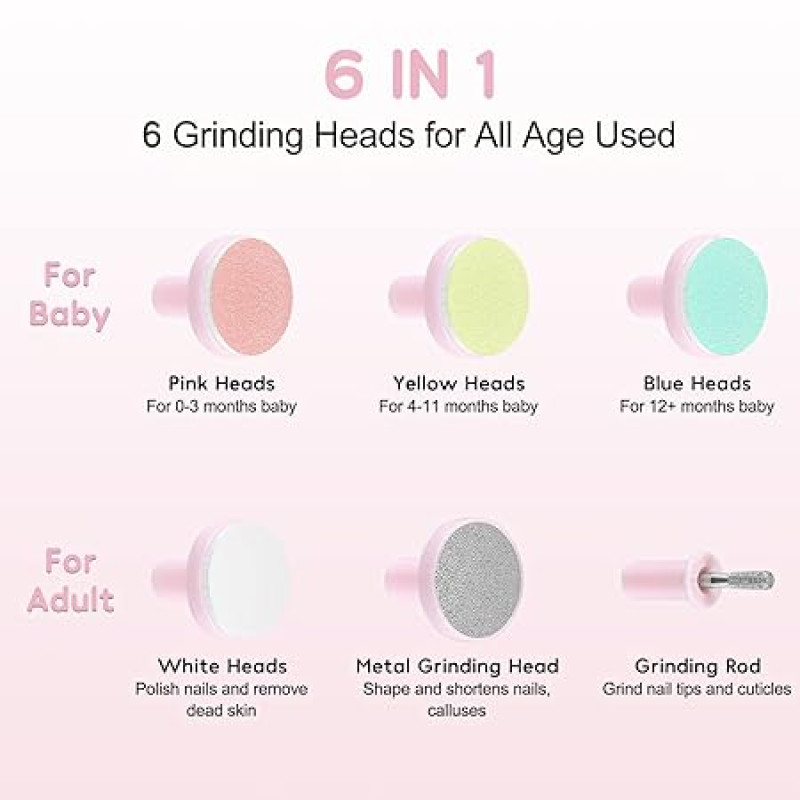 6 IN 1
6 Grinding Heads for All Age Used
For
Baby
Pink Heads
For 0-3 months baby
Yellow Heads
For 4-11 months baby
Blue Heads
For 12+ months baby
For
Adult
White Heads
Polish nails and remove
dead skin
Metal Grinding Head
Shape and shortens nails,
calluses
Grinding Rod
Grind nail tips and cuticles